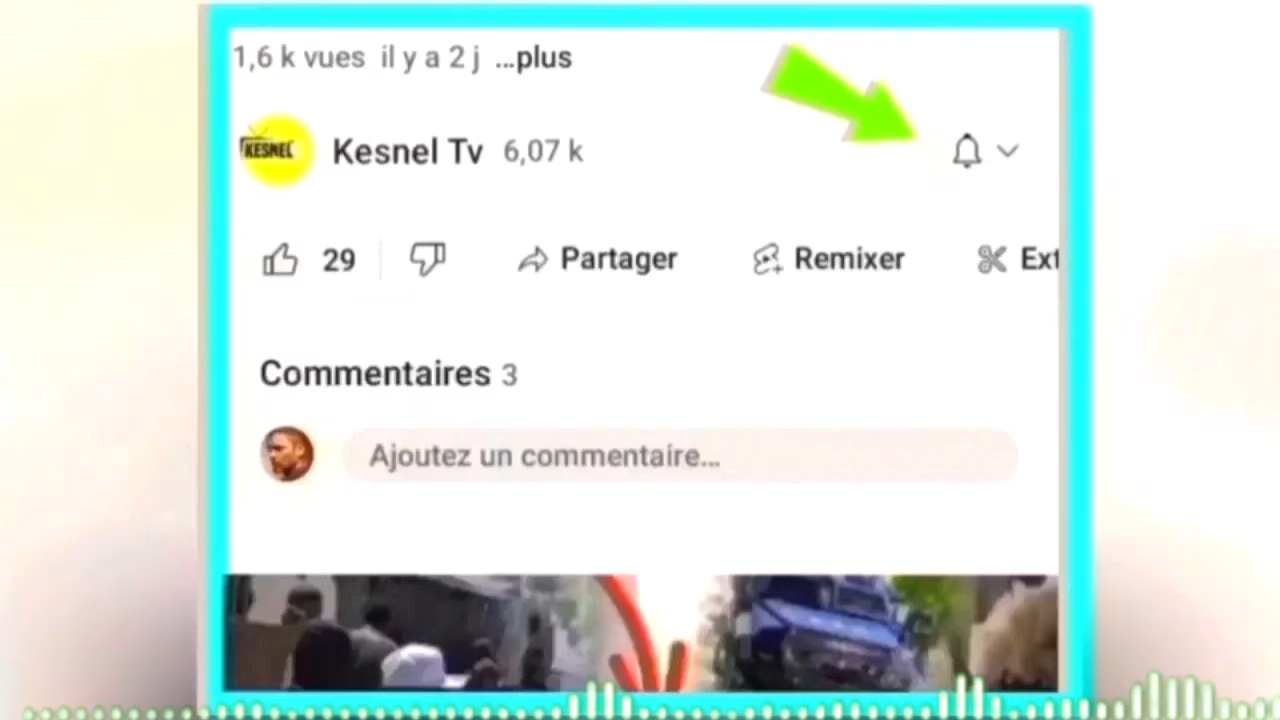 1,6 k vues il y a 2 j ...plus
KESNEL
Kesnel Tv 6,07 k
29 Partager Remixer Ext
Commentaires 3
Ajoutez un commentaire...